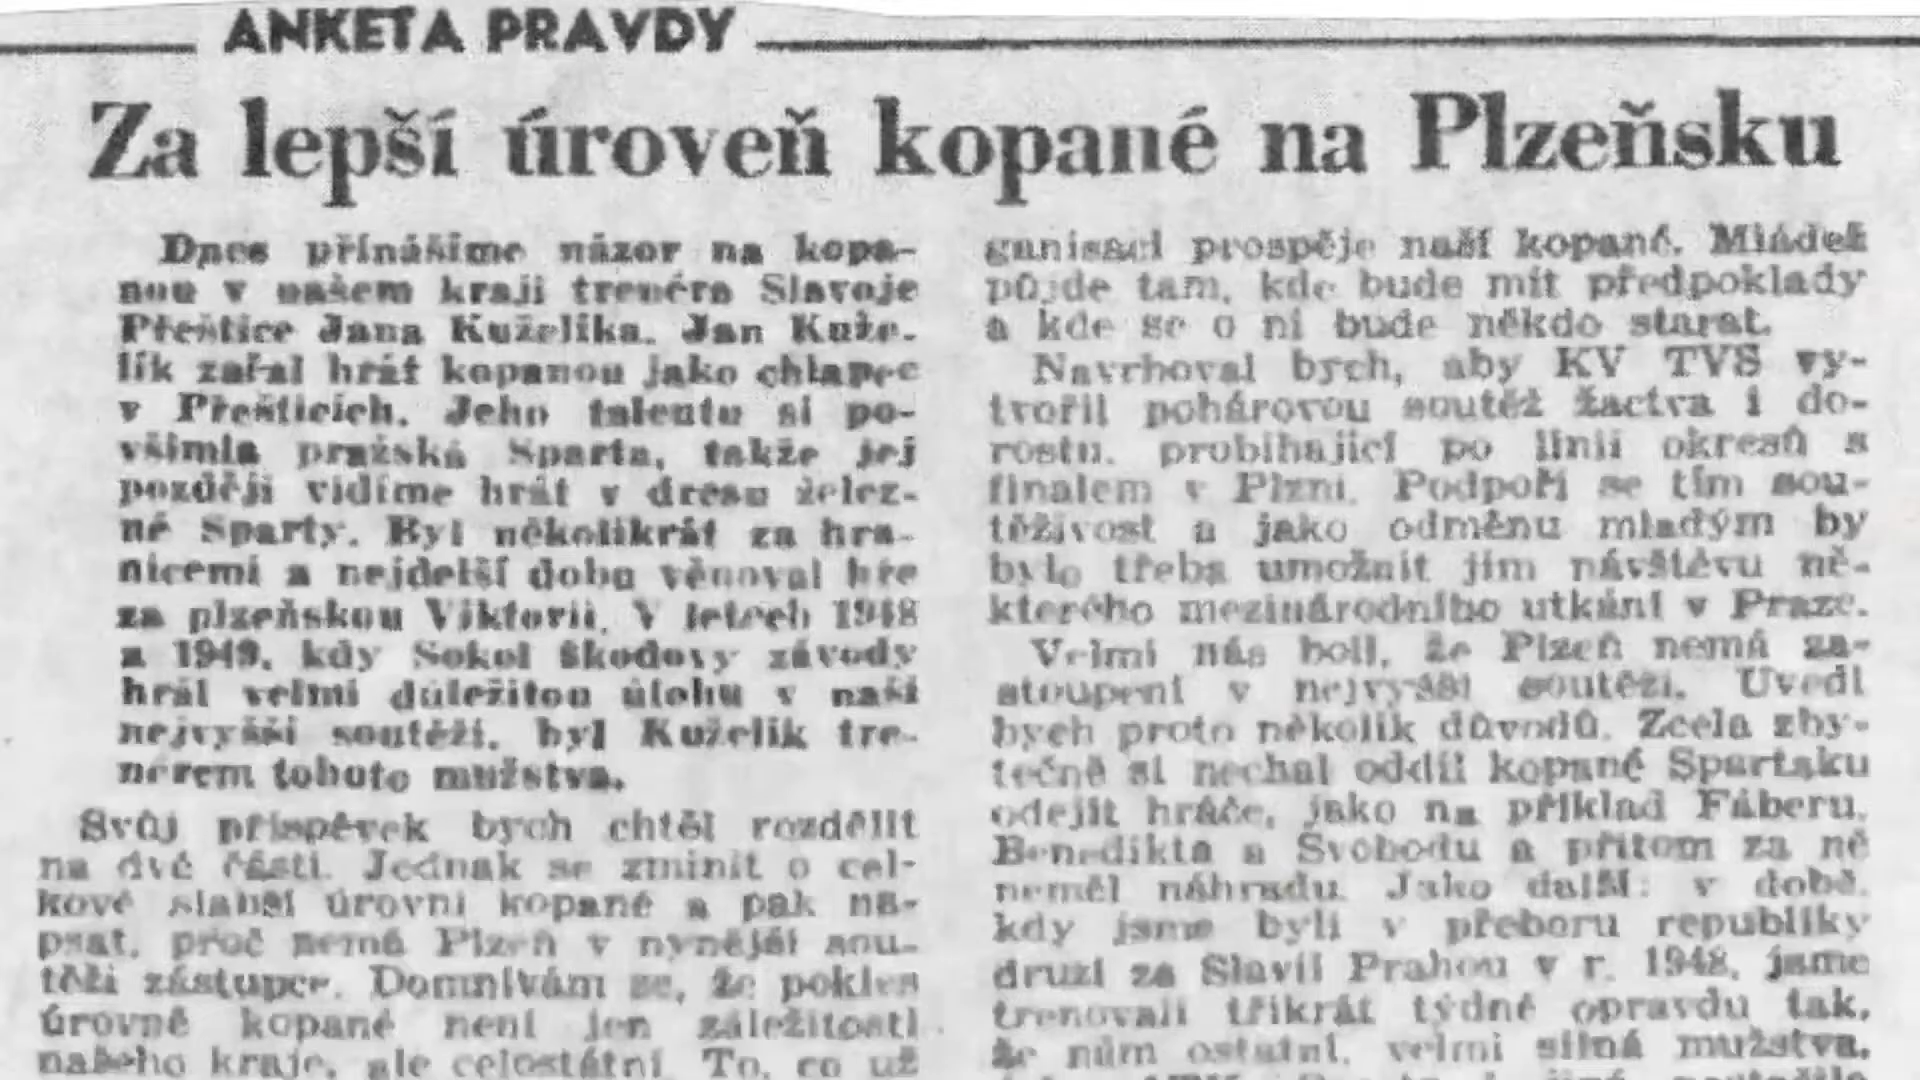 ANKETA PRAVDY
Za lepší úroveň kopané na Plzeňsku
Dnes přinášíme názor na kopa-
nou v našem kraji trenéra Slavoje
Přeštice Jana Kuželíka. Jan Kuže-
lík začal hrát kopanou jako chlapec
v Přešticích. Jeho talentu si po-
všimla pražská Sparta, takže jej
později vidíme hrát v dresu želez-
né Sparty. Byl několikrát za hra-
nicemi a nejdelší dobu věnoval hře
za plzeňskou Viktorii. V letech 1948
a 1949, kdy Sokol Škodovy závody
hrál velmi důležitou úlohu v naší
nejvyšší soutěži, byl Kuželík tre-
nérem tohoto mužstva.
Svůj příspěvek bych chtěl rozdělit
na dvě části. Jednak se zmínit o cel-
kové slabší úrovni kopané a pak na-
psat, proč nemá Plzeň v nynější sou-
těži zástupce. Domnívám se, že pokles
úrovně kopané není jen záležitostí
našeho kraje, ale celostátní. To, co už
ganisaci prospěje naší kopané. Mládež
půjde tam, kde bude mít předpoklady
a kde se o ni bude někdo starat.
Navrhoval bych, aby KV TVS vy-
tvořil pohárovou soutěž žactva i do-
rostu, probíhající po linii okresů s
finalem v Plzni. Podpoří se tím sou-
těživost a jako odměnu mladým by
bylo třeba umožnit jim návštěvu ně-
kterého mezinárodního utkání v Praze.
Velmi nás bolí, že Plzeň nemá za-
stoupení v nejvyšší soutěži. Uvedl
bych proto několik důvodů. Zcela zby-
tečně si nechal oddíl kopané Spartaku
odejít hráče, jako na příklad Fáberu,
Benedikta a Svobodu a přitom za ně
neměl náhradu. Jako další: v době,
kdy jsme byli v přeboru republiky
druzí za Slavií Prahou v r. 1948, jsme
trenovali třikrát týdně opravdu tak,
že nám ostatní, velmi silná mužstva,